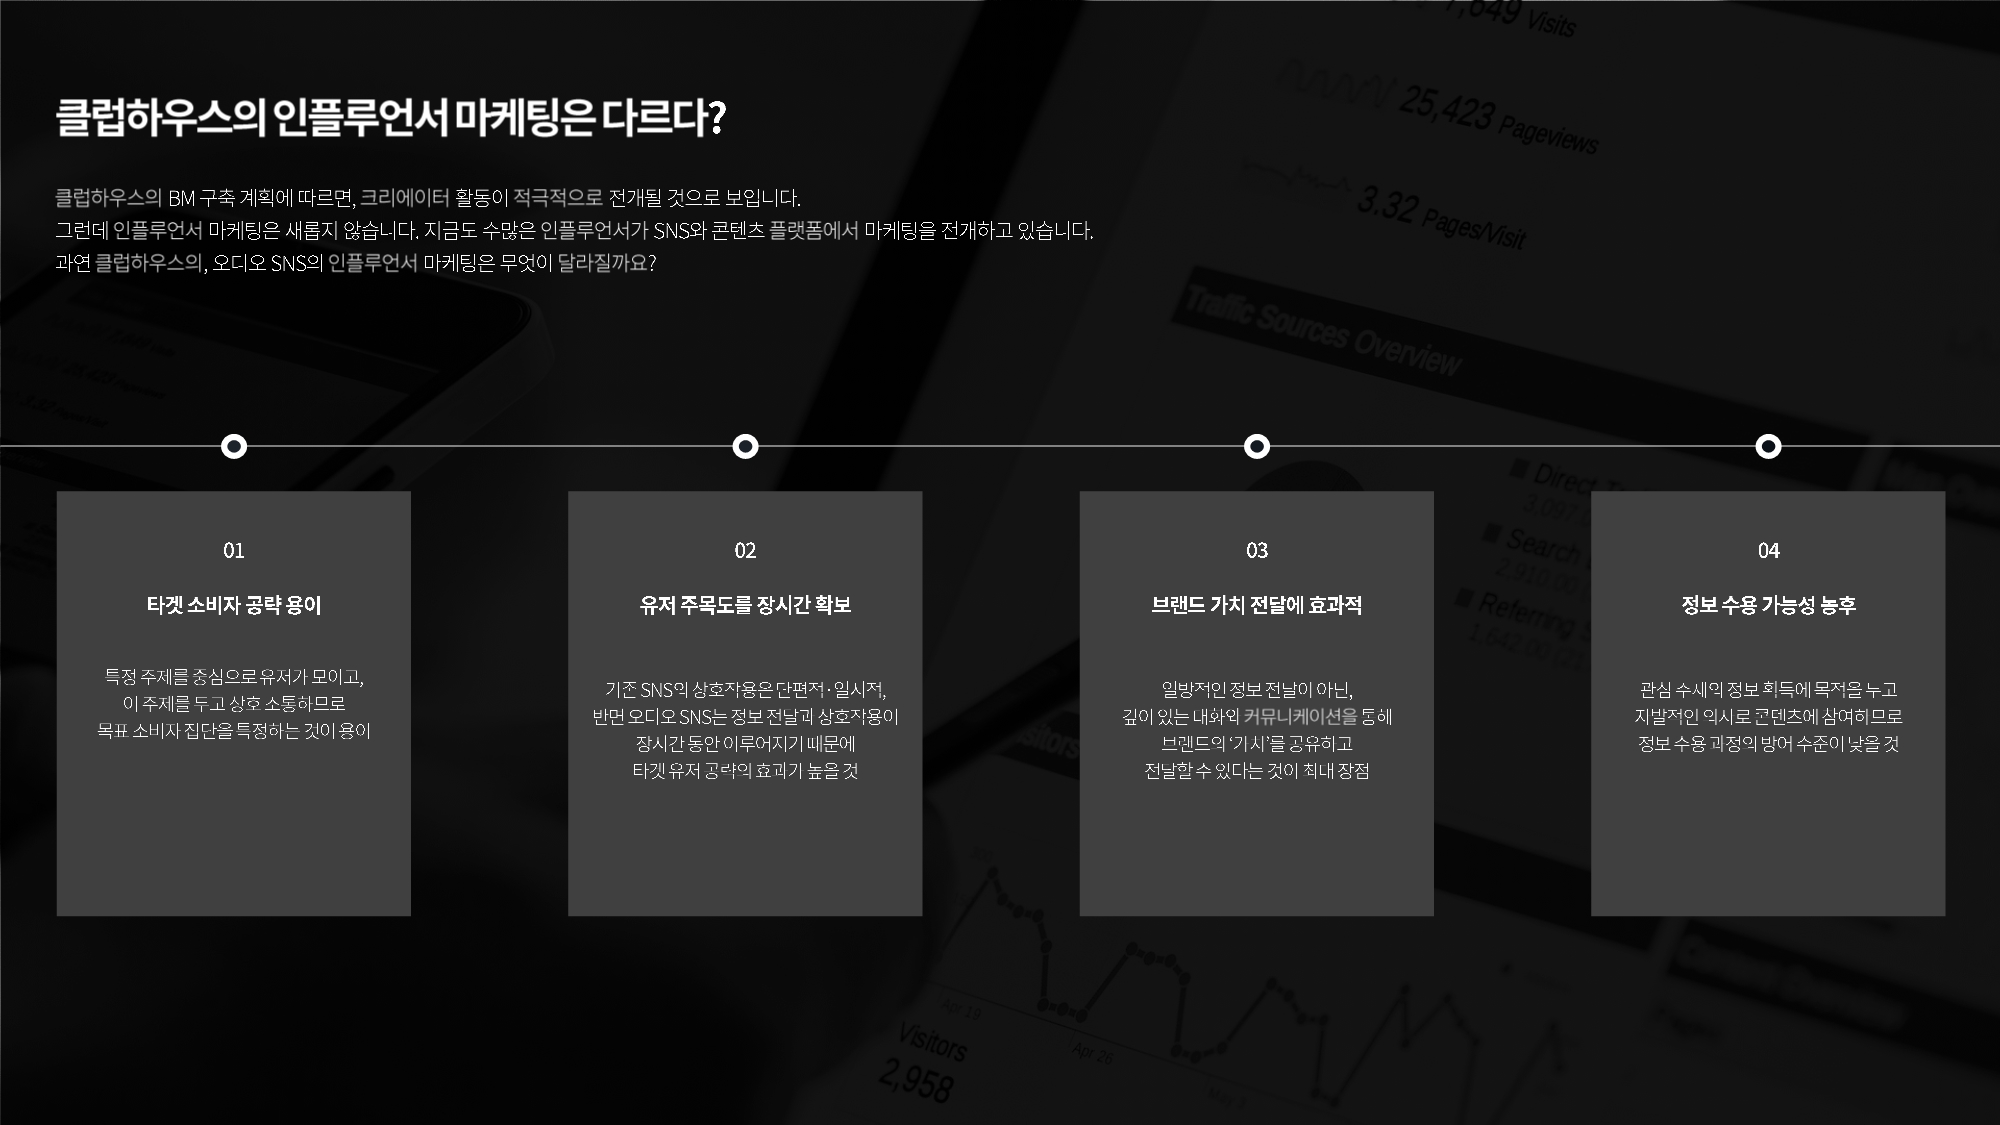 클럽하우스의 인플루언서 마케팅은 다르다?
클럽하우스의 BM 구축 계획에 따르면, 크리에이터 활동이 적극적으로 전개될 것으로 보입니다.
그런데 인플루언서 마케팅은 새롭지 않습니다. 지금도 수많은 인플루언서가 SNS와 콘텐츠 플랫폼에서 마케팅을 전개하고 있습니다.
과연 클럽하우스의, 오디오 SNS의 인플루언서 마케팅은 무엇이 달라질까요?
01
타겟 소비자 공략 용이
특정 주제를 중심으로 유저가 모이고,
이 주제를 두고 상호 소통하므로
목표 소비자 집단을 특정하는 것이 용이
02
유저 주목도를 장시간 확보
기존 SNS의 상호작용은 단편적·일시적,
반면 오디오 SNS는 정보 전달과 상호작용이
장시간 동안 이루어지기 때문에
타겟 유저 공략의 효과가 높을 것
03
브랜드 가치 전달에 효과적
일방적인 정보 전달이 아닌,
깊이 있는 대화와 커뮤니케이션을 통해
브랜드의 ‘가치’를 공유하고
전달할 수 있다는 것이 최대 장점
04
정보 수용 가능성 농후
관심 주제의 정보 획득에 목적을 두고
자발적인 의사로 콘텐츠에 참여하므로
정보 수용 과정의 방어 수준이 낮을 것
7,649 Visits
25,423 Pageviews
3.32 Pages/Visit
Traffic Sources Overview
Visitors
2,958
Apr 19
Apr 26